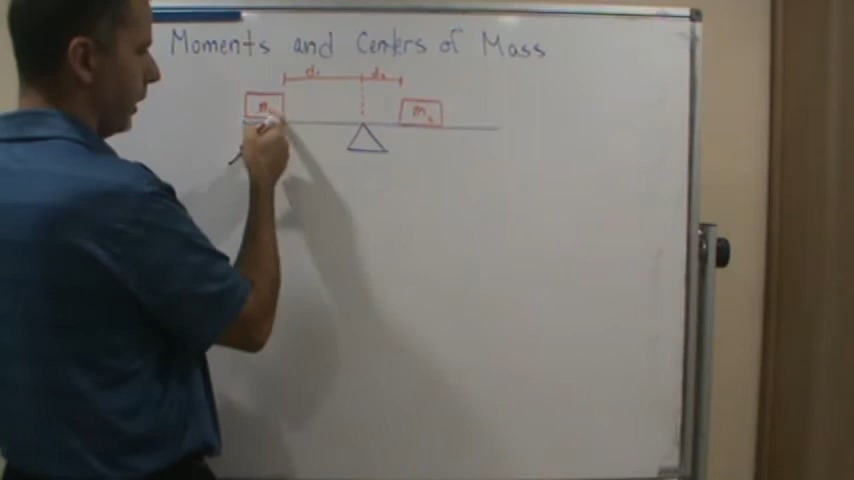 Moments and Centers of Mass
d₁ d₂
m₂